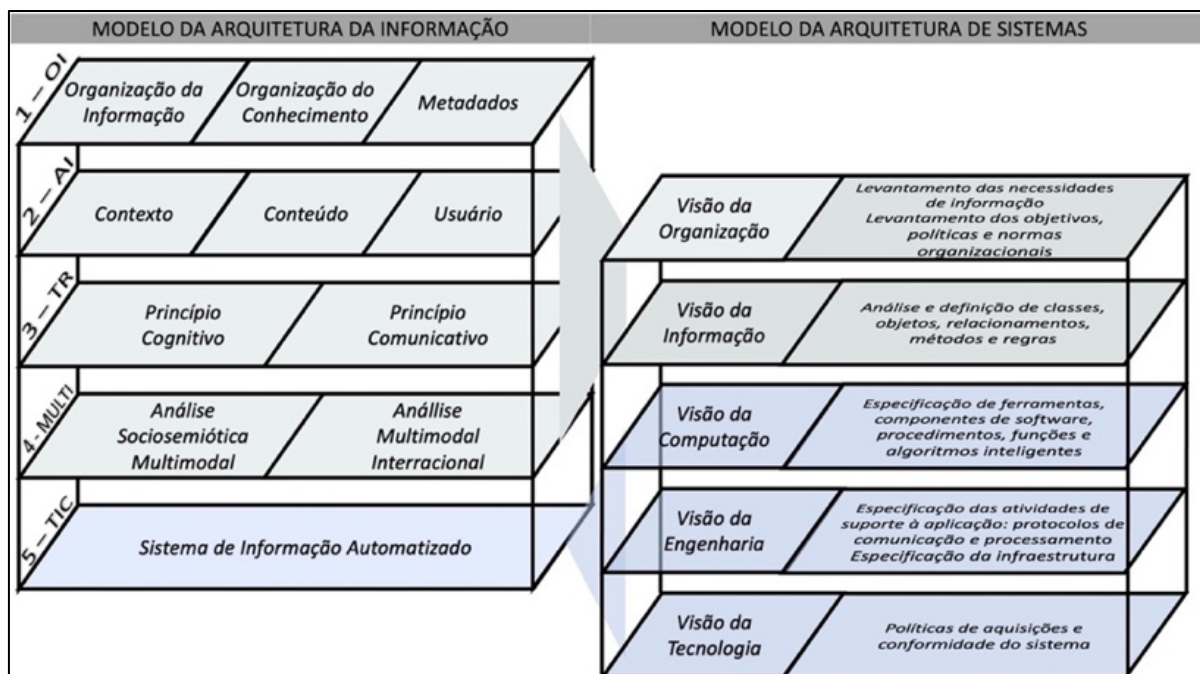 MODELO DA ARQUITETURA DA INFORMAÇÃO
1 – OI
Organização da
Informação
Organização do
Conhecimento
Metadados
2 – AI
Contexto
Conteúdo
Usuário
3 – TR
Princípio
Cognitivo
Princípio
Comunicativo
4 - MULTI
Análise
Sociosemiótica
Multimodal
Anállise
Multimodal
Interracional
5 – TIC
Sistema de Informação Automatizado
MODELO DA ARQUITETURA DE SISTEMAS
Visão da
Organização
Levantamento das necessidades
de informação
Levantamento dos objetivos,
políticas e normas
organizacionais
Visão da
Informação
Análise e definição de classes,
objetos, relacionamentos,
métodos e regras
Visão da
Computação
Especificação de ferramentas,
componentes de software,
procedimentos, funções e
algoritmos inteligentes
Visão da
Engenharia
Especificação das atividades de
suporte à aplicação: protocolos de
comunicação e processamento
Especificação da infraestrutura
Visão da
Tecnologia
Políticas de aquisições e
conformidade do sistema